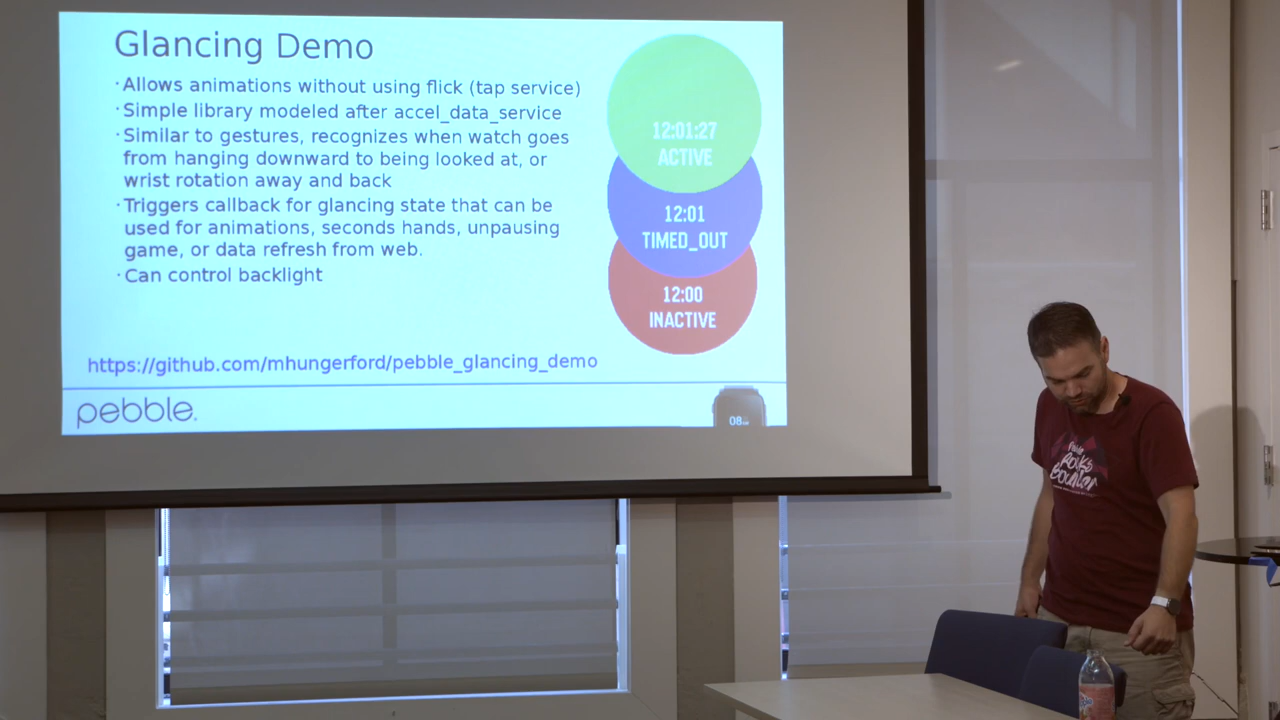 Glancing Demo
·Allows animations without using flick (tap service)
·Simple library modeled after accel_data_service
·Similar to gestures, recognizes when watch goes
from hanging downward to being looked at, or
wrist rotation away and back
·Triggers callback for glancing state that can be
used for animations, seconds hands, unpausing
game, or data refresh from web.
·Can control backlight
12:01:27
ACTIVE
12:01
TIMED_OUT
12:00
INACTIVE
https://github.com/mhungerford/pebble_glancing_demo
pebble
08
Rocks
Boulder